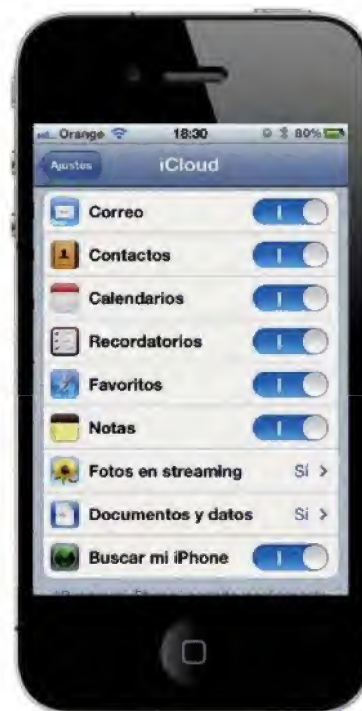 Orange 18:30 80%
Ajustes iCloud
Correo
Contactos
Calendarios
Recordatorios
Favoritos
Notas
Fotos en streaming Sí >
Documentos y datos Sí >
Buscar mi iPhone